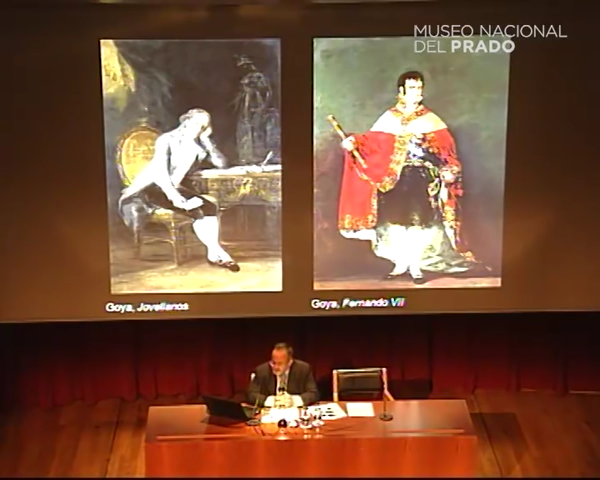 MUSEO NACIONAL
DEL PRADO
Goya, Jovellanos
Goya, Fernando VII